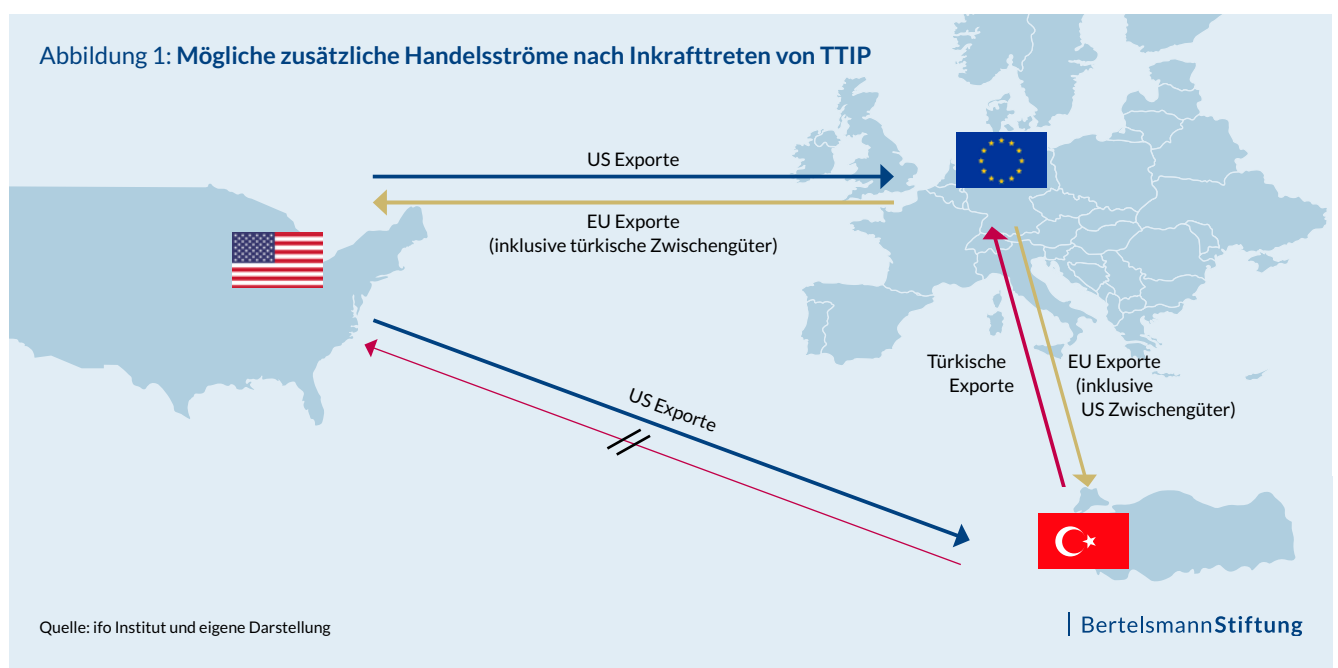 Abbildung 1: Mögliche zusätzliche Handelsströme nach Inkrafttreten von TTIP
US Exporte
EU Exporte
(inklusive türkische Zwischengüter)
Türkische
Exporte
EU Exporte
(inklusive
US Zwischengüter)
US Exporte
Quelle: ifo Institut und eigene Darstellung
BertelsmannStiftung